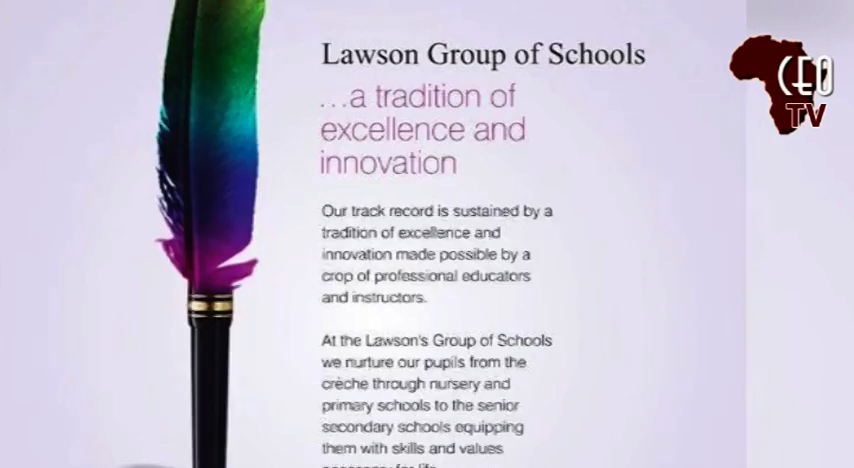 Lawson Group of Schools
...a tradition of
excellence and
innovation
Our track record is sustained by a
tradition of excellence and
innovation made possible by a
crop of professional educators
and instructors.
At the Lawson's Group of Schools
we nurture our pupils from the
crèche through nursery and
primary schools to the senior
secondary schools equipping
them with skills and values
necessary for life
CEO
TV